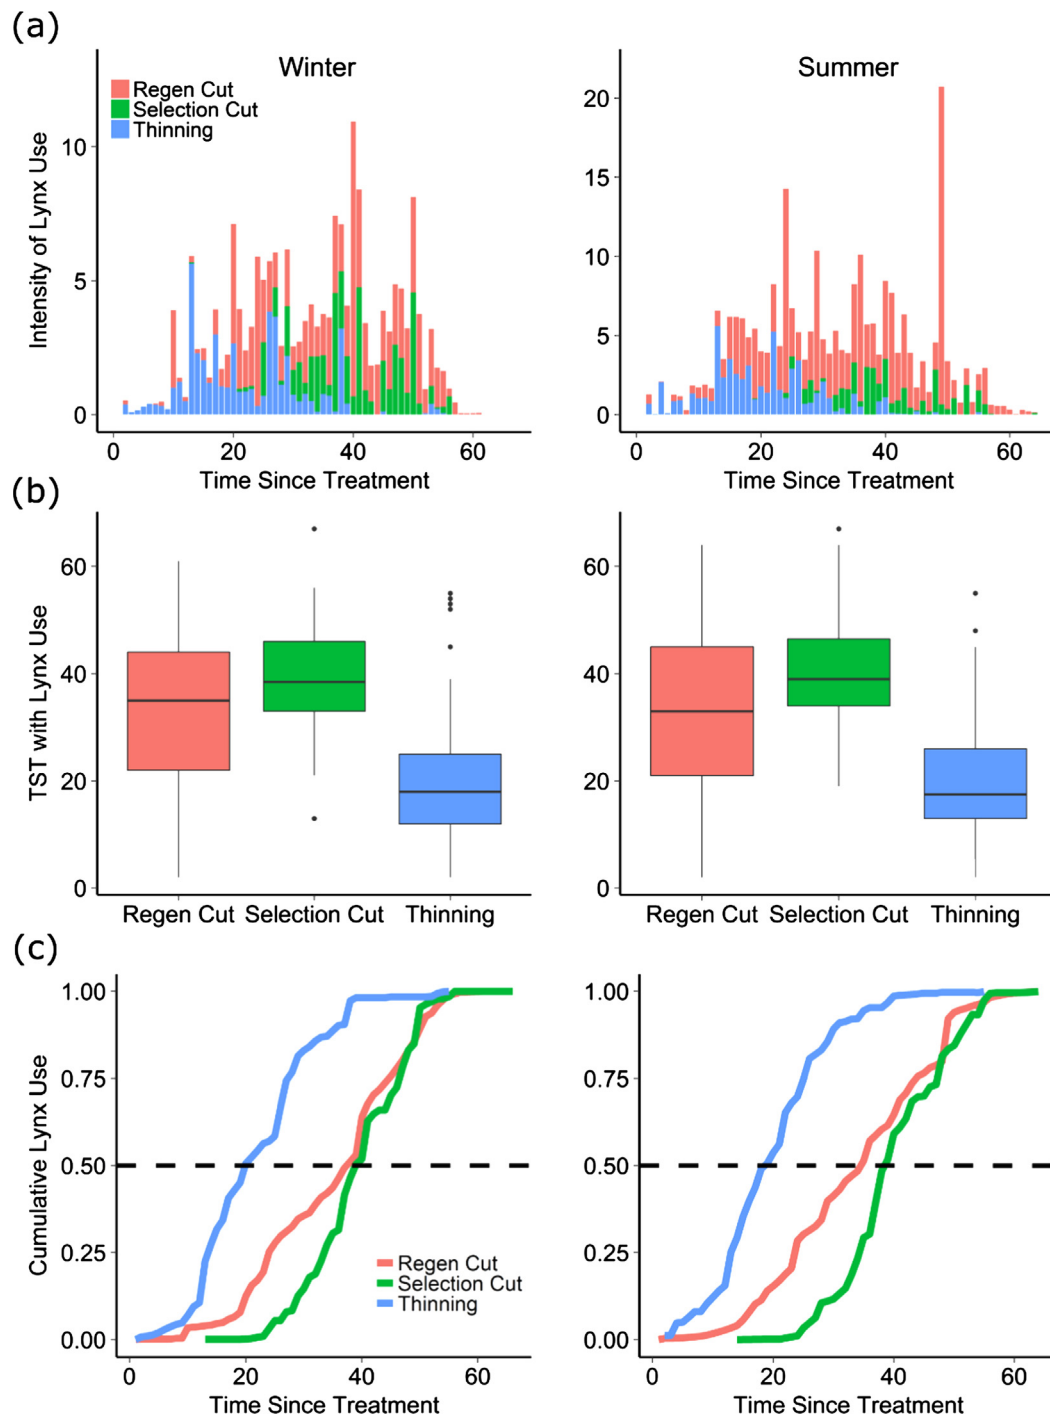 (a)
Winter
Regen Cut
Selection Cut
Thinning
Intensity of Lynx Use
10
5
0
0 20 40 60
Time Since Treatment
Summer
20
15
10
5
0
0 20 40 60
Time Since Treatment
(b)
TST with Lynx Use
60
40
20
0
Regen Cut Selection Cut Thinning
60
40
20
0
Regen Cut Selection Cut Thinning
(c)
Cumulative Lynx Use
1.00
0.75
0.50
0.25
0.00
Regen Cut
Selection Cut
Thinning
0 20 40 60
Time Since Treatment
1.00
0.75
0.50
0.25
0.00
0 20 40 60
Time Since Treatment